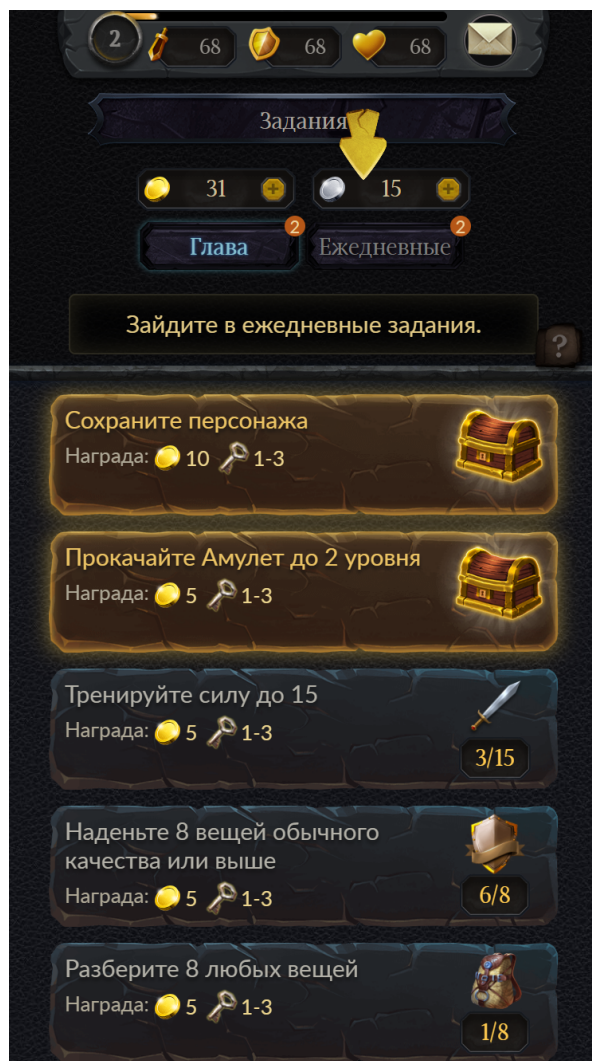 2 68 68 68
Задания
31 15
2 2
Глава Ежедневные
Зайдите в ежедневные задания.
?
Сохраните персонажа
Награда: 10 1-3
Прокачайте Амулет до 2 уровня
Награда: 5 1-3
Тренируйте силу до 15
Награда: 5 1-3
3/15
Наденьте 8 вещей обычного
качества или выше
Награда: 5 1-3
6/8
Разберите 8 любых вещей
Награда: 5 1-3
1/8